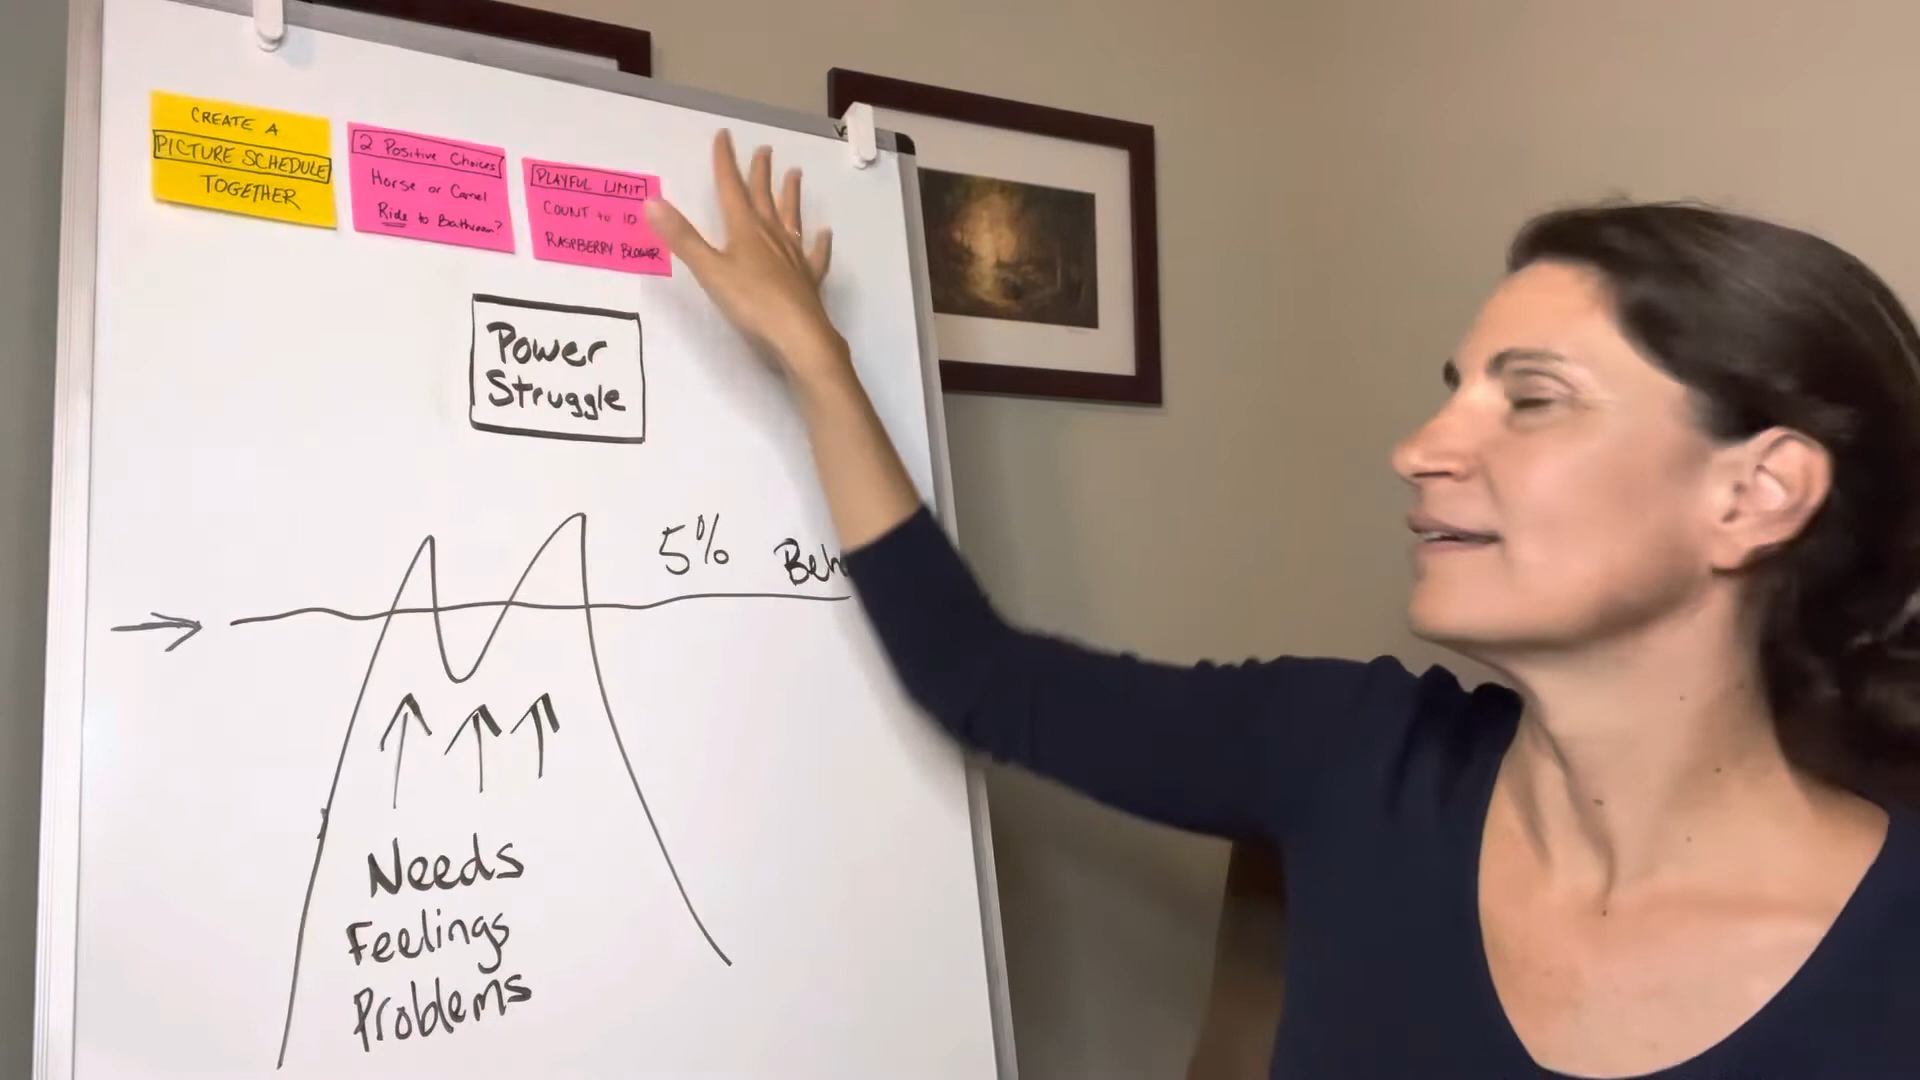 CREATE A
PICTURE SCHEDULE
TOGETHER
2 Positive Choices
Horse or Camel
Ride to Bathroom?
PLAYFUL LIMIT
COUNT to 10
RASPBERRY BLOWER
Power
Struggle
5% Beh
Needs
Feelings
Problems